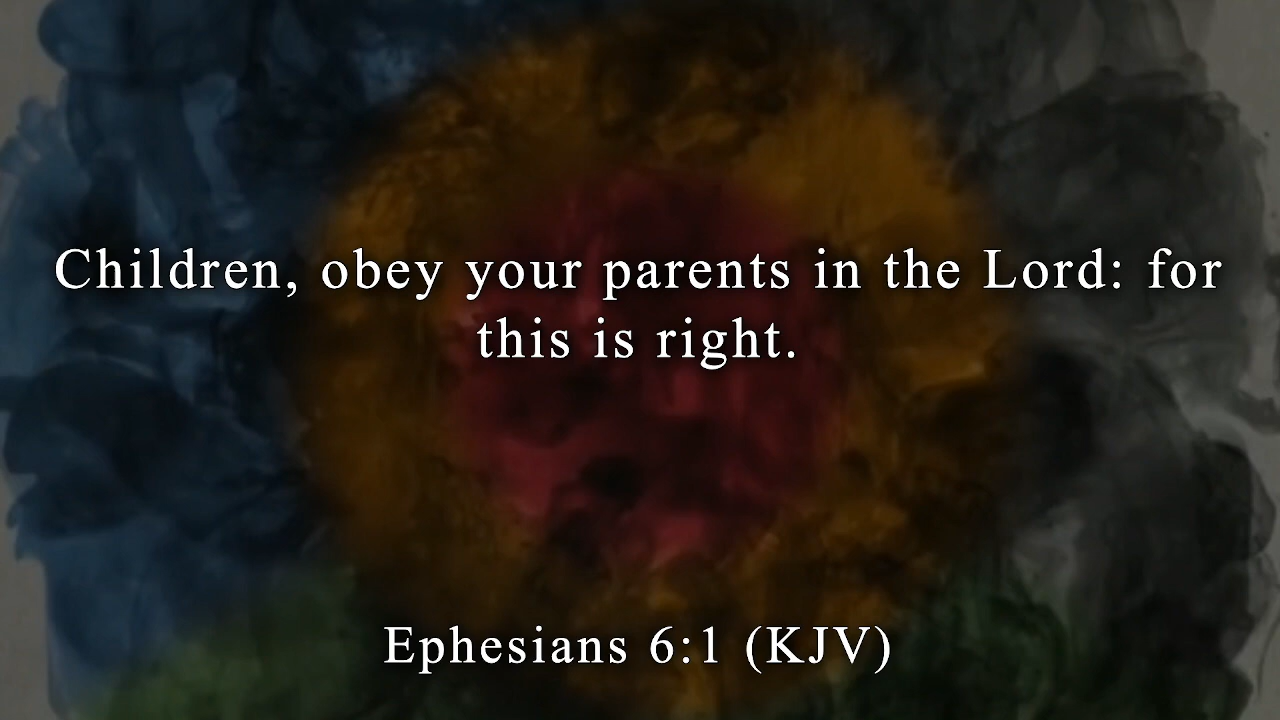 Children, obey your parents in the Lord: for
this is right.
Ephesians 6:1 (KJV)